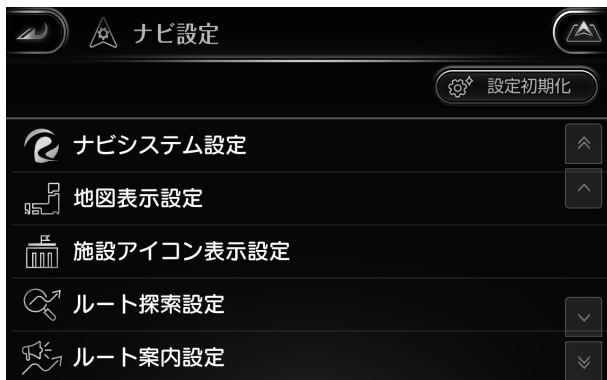 ナビ設定
設定初期化
ナビシステム設定
地図表示設定
施設アイコン表示設定
ルート探索設定
ルート案内設定